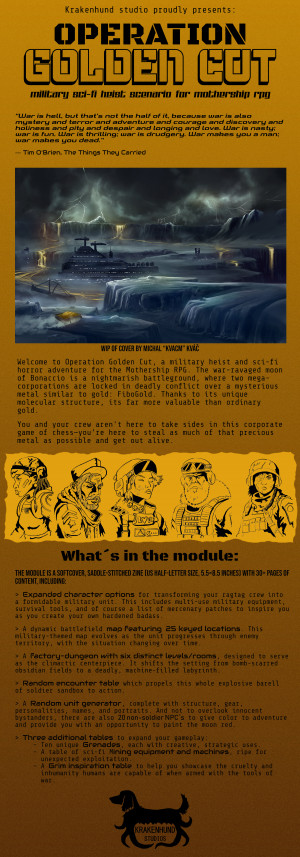 Krakenhund studio proudly presents:
OPERATION
GOLDEN CUT
military sci-fi heist scenario for mothership rpg
"War is hell, but that's not the half of it, because war is also
mystery and terror and adventure and courage and discovery and
holiness and pity and despair and longing and love. War is nasty;
war is fun. War is thrilling; war is drudgery. War makes you a man;
war makes you dead."
— Tim O'Brien, The Things They Carried
WIP OF COVER BY MICHAL "KVACM" KVÁČ
Welcome to Operation Golden Cut, a military heist and sci-fi
horror adventure for the Mothership RPG. The war-ravaged moon
of Bonaccio is a nightmarish battleground, where two mega-
corporations are locked in deadly conflict over a mysterious
metal similar to gold: FiboGold. Thanks to its unique
molecular structure, its far more valuable than ordinary
gold.
You and your crew aren't here to take sides in this corporate
game of chess—you're here to steal as much of that precious
metal as possible and get out alive.
What's in the module:
THE MODULE IS A SOFTCOVER, SADDLE-STITCHED ZINE (US HALF-LETTER SIZE, 5.5×8.5 INCHES) WITH 30+ PAGES OF
CONTENT, INCLUDING:
> Expanded character options for transforming your ragtag crew into
a formidable military unit. This includes multi-use military equipment,
survival tools, and of course a list of mercenary patches to inspire you
as you create your own hardened badass.
> A dynamic battlefield map featuring 25 keyed locations. This
military-themed map evolves as the unit progresses through enemy
territory, with the situation changing over time.
> A factory-dungeon with six distinct levels/rooms, designed to serve
as the climactic centerpiece. It shifts the setting from bomb-scarred
obsidian fields to a deadly, machine-filled labyrinth.
> Random encounter table which propels this whole explosive barrel
of soldier sandbox to action.
> A Random unit generator, complete with structure, gear,
personalities, names, and portraits. And not to overlook innocent
bystanders, there are also 20 non-soldier NPC's to give color to adventure
and provide you with an opportunity to paint the moon red.
> Three additional tables to expand your gameplay:
- Ten unique Grenades, each with creative, strategic uses.
- A table of sci-fi Mining equipment and machines, ripe for
unexpected exploitation.
- A Grim inspiration table to help you showcase the cruelty and
inhumanity humans are capable of when armed with the tools of
war.
KRAKENHUND
STUDIOS